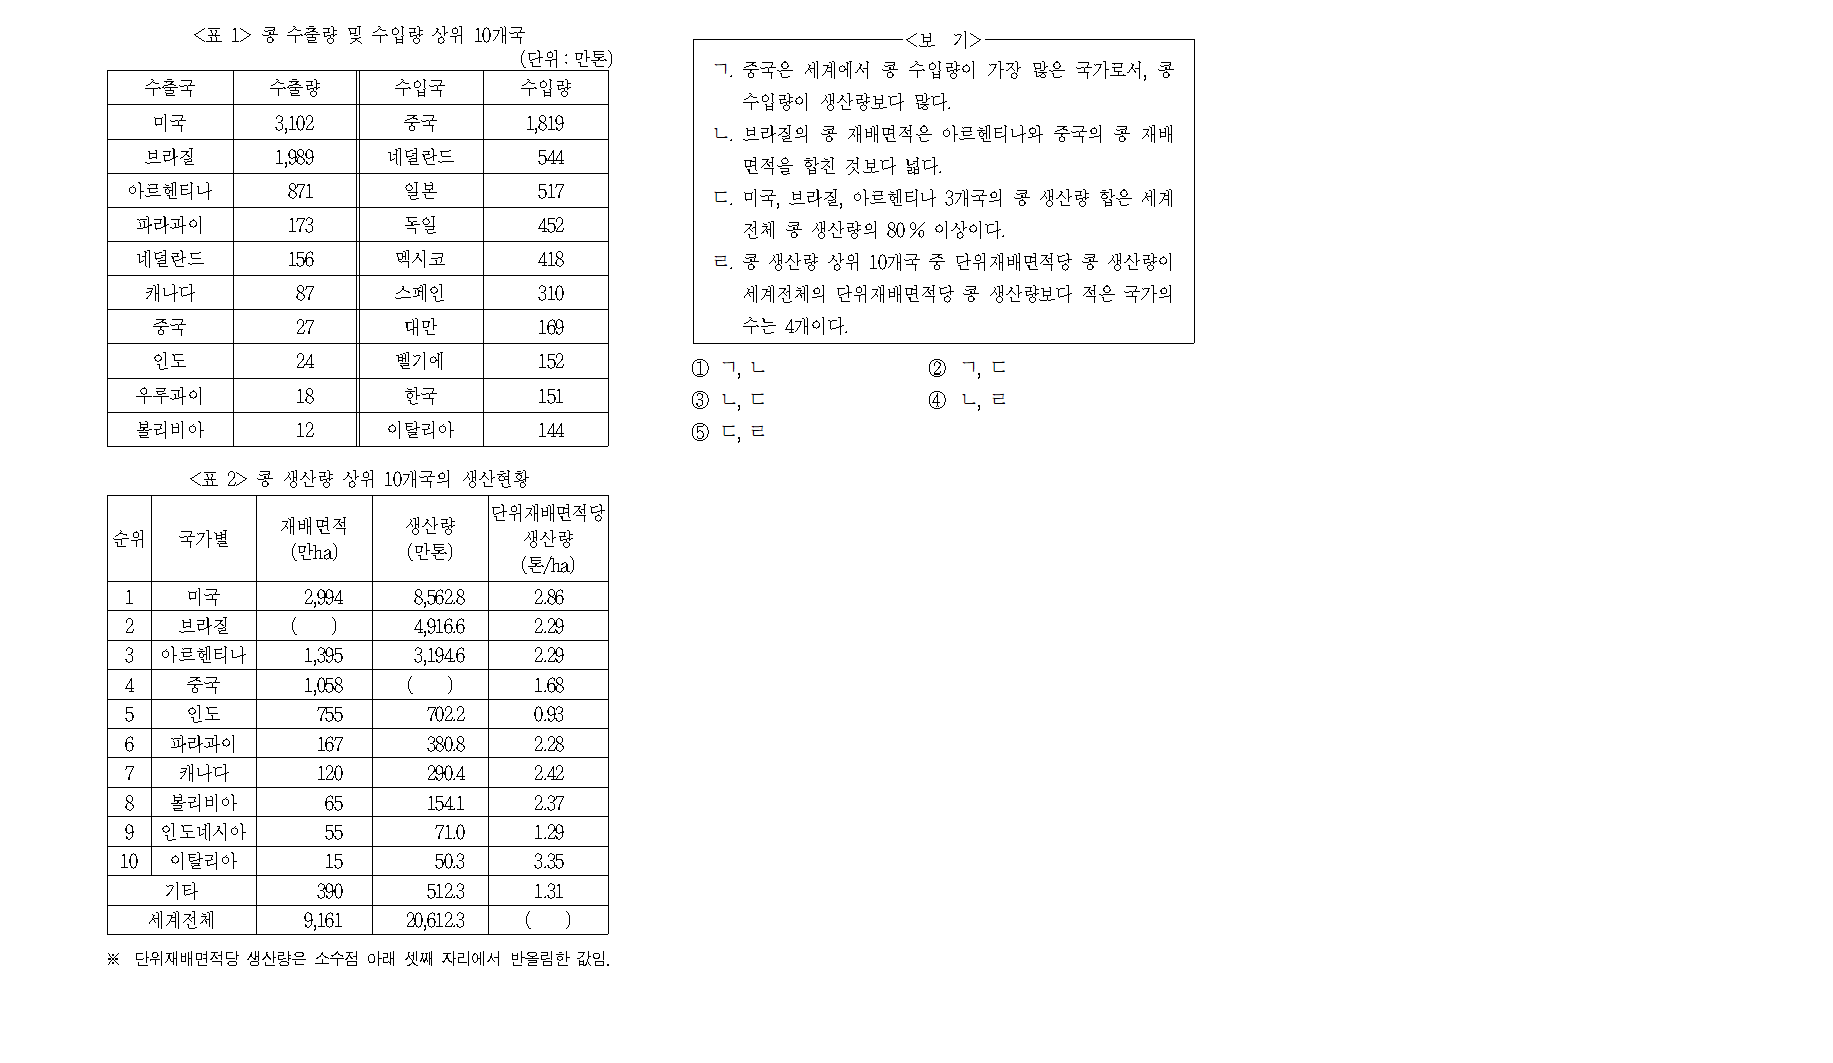 <표 1> 콩 수출량 및 수입량 상위 10개국
(단위 : 만톤)
수출국 수출량 수입국 수입량
미국 3,102 중국 1,819
브라질 1,989 네덜란드 544
아르헨티나 871 일본 517
파라과이 173 독일 452
네덜란드 156 멕시코 418
캐나다 87 스페인 310
중국 27 대만 169
인도 24 벨기에 152
우루과이 18 한국 151
볼리비아 12 이탈리아 144
<표 2> 콩 생산량 상위 10개국의 생산현황
순위 국가별 재배면적 (만ha) 생산량 (만톤) 단위재배면적당 생산량 (톤/ha)
1 미국 2,994 8,562.8 2.86
2 브라질 ( ) 4,916.6 2.29
3 아르헨티나 1,395 3,194.6 2.29
4 중국 1,058 ( ) 1.68
5 인도 755 702.2 0.93
6 파라과이 167 380.8 2.28
7 캐나다 120 290.4 2.42
8 볼리비아 65 154.1 2.37
9 인도네시아 55 71.0 1.29
10 이탈리아 15 50.3 3.35
기타 390 512.3 1.31
세계전체 9,161 20,612.3 ( )
※ 단위재배면적당 생산량은 소수점 아래 셋째 자리에서 반올림한 값임.
<보 기>
ㄱ. 중국은 세계에서 콩 수입량이 가장 많은 국가로서, 콩
수입량이 생산량보다 많다.
ㄴ. 브라질의 콩 재배면적은 아르헨티나와 중국의 콩 재배
면적을 합친 것보다 넓다.
ㄷ. 미국, 브라질, 아르헨티나 3개국의 콩 생산량 합은 세계
전체 콩 생산량의 80% 이상이다.
ㄹ. 콩 생산량 상위 10개국 중 단위재배면적당 콩 생산량이
세계전체의 단위재배면적당 콩 생산량보다 적은 국가의
수는 4개이다.
① ㄱ, ㄴ ② ㄱ, ㄷ
③ ㄴ, ㄷ ④ ㄴ, ㄹ
⑤ ㄷ, ㄹ